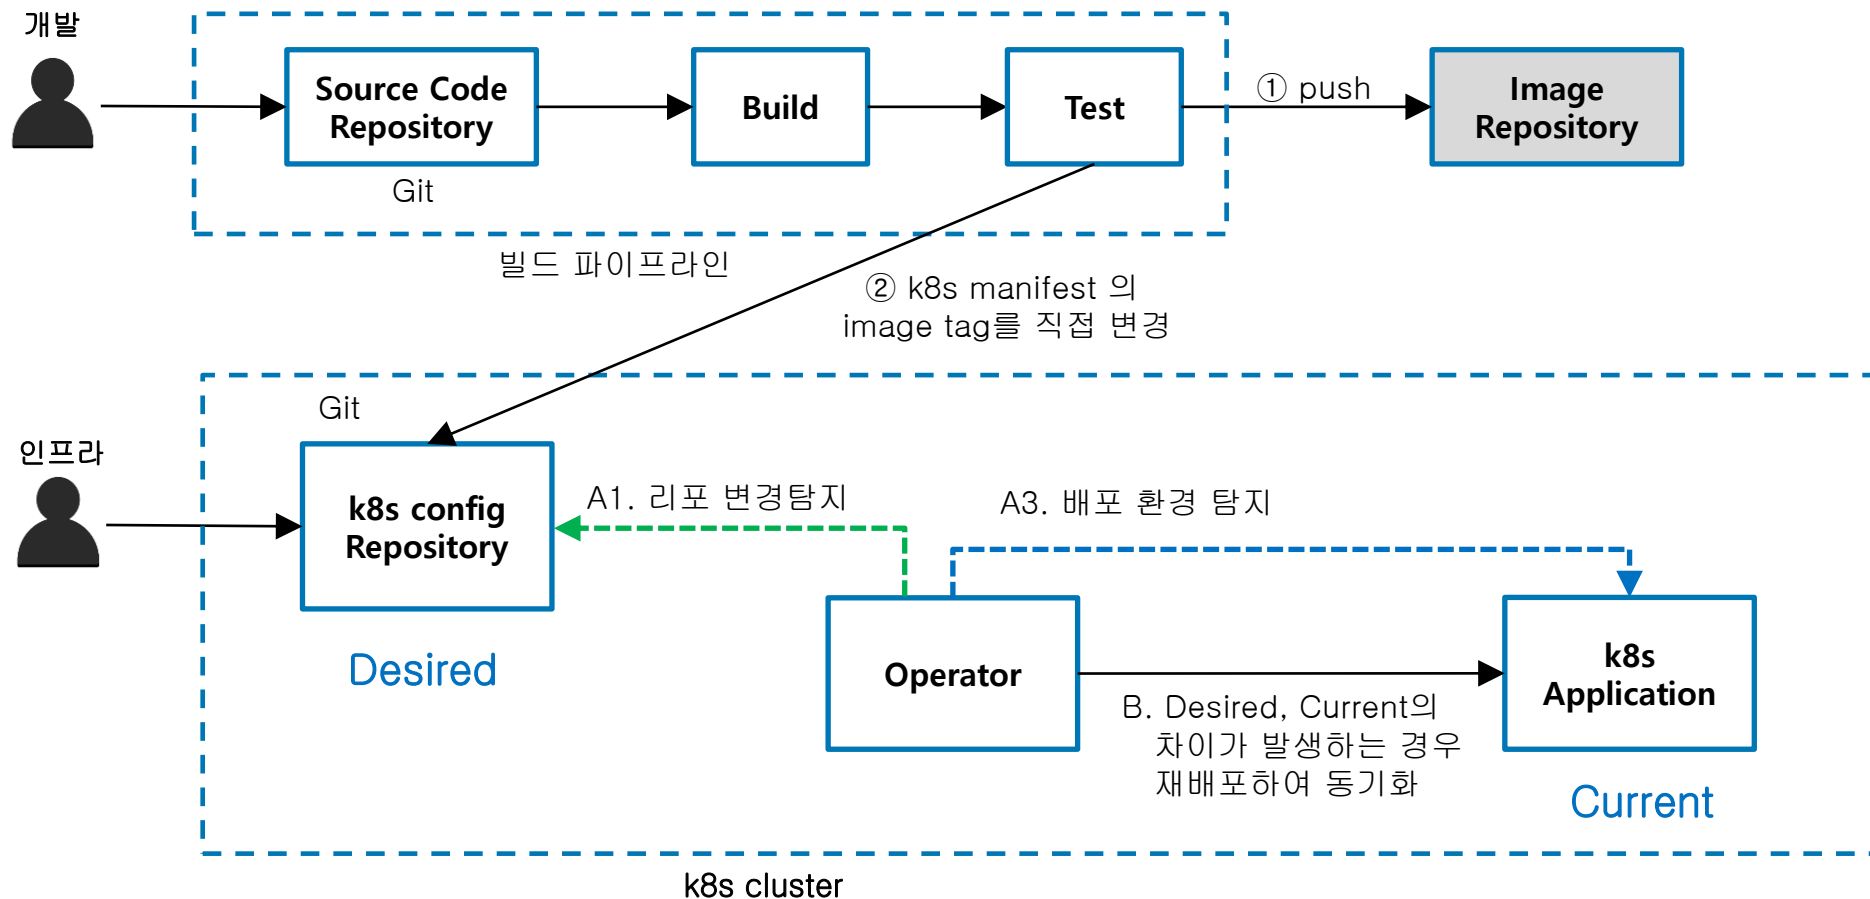 개발
Source Code
Repository
Git
Build
Test
① push
Image
Repository
빌드 파이프라인
② k8s manifest 의
image tag를 직접 변경
인프라
Git
k8s config
Repository
Desired
A1. 리포 변경탐지
A3. 배포 환경 탐지
Operator
B. Desired, Current의
차이가 발생하는 경우
재배포하여 동기화
k8s
Application
Current
k8s cluster